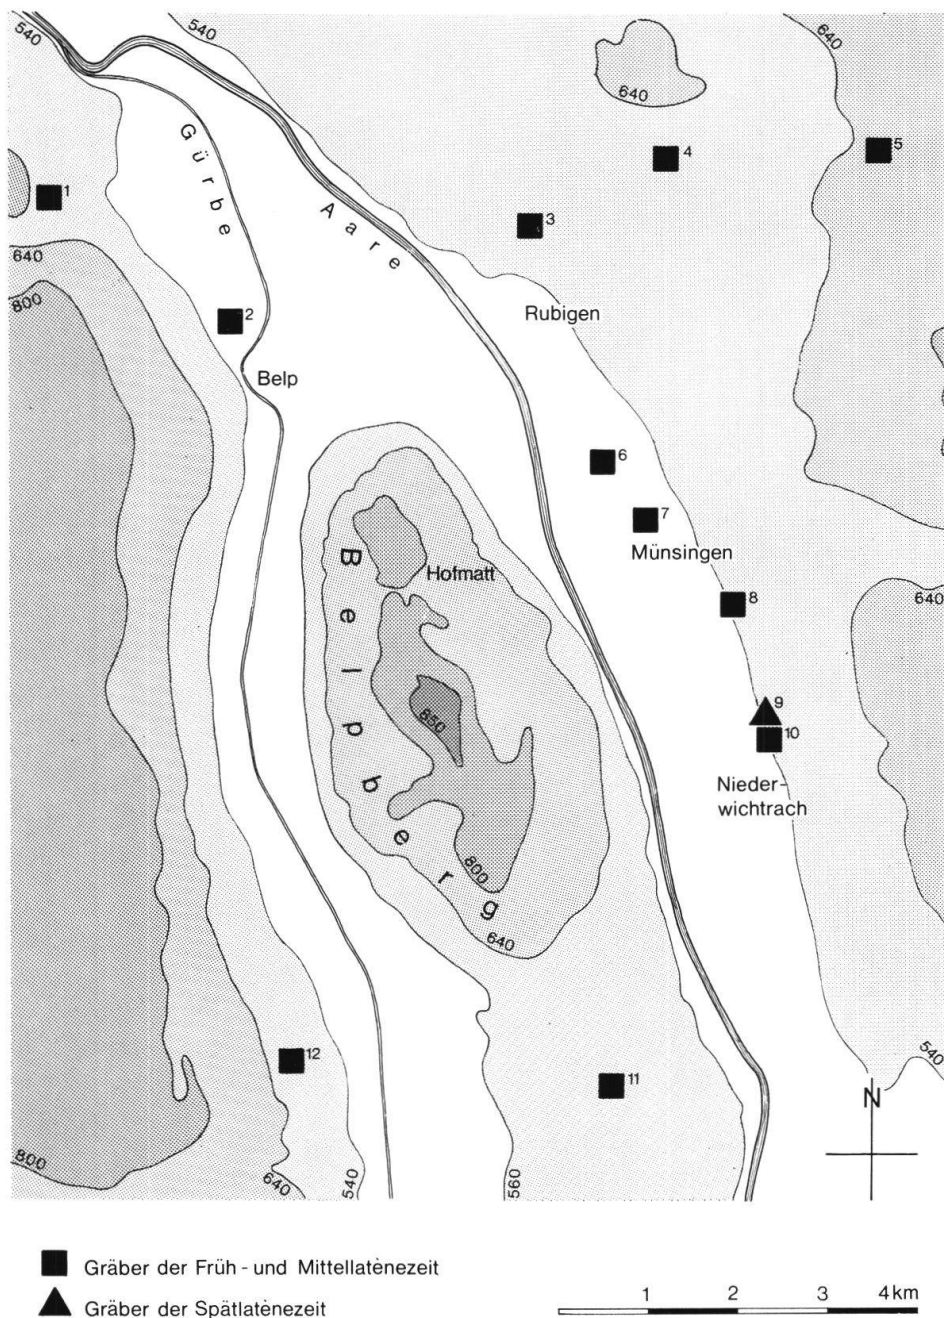 540
540
640
640
Gürbe
Aare
1
2
3
4
5
640
800
Rubigen
Belp
6
7
Münsingen
Hofmatt
Belpberg
8
640
850
9
10
Nieder-
wichtrach
800
640
540
N
12
11
800
640
540
560
Gräber der Früh- und Mittellatènezeit
Gräber der Spätlatènezeit
1 2 3 4 km